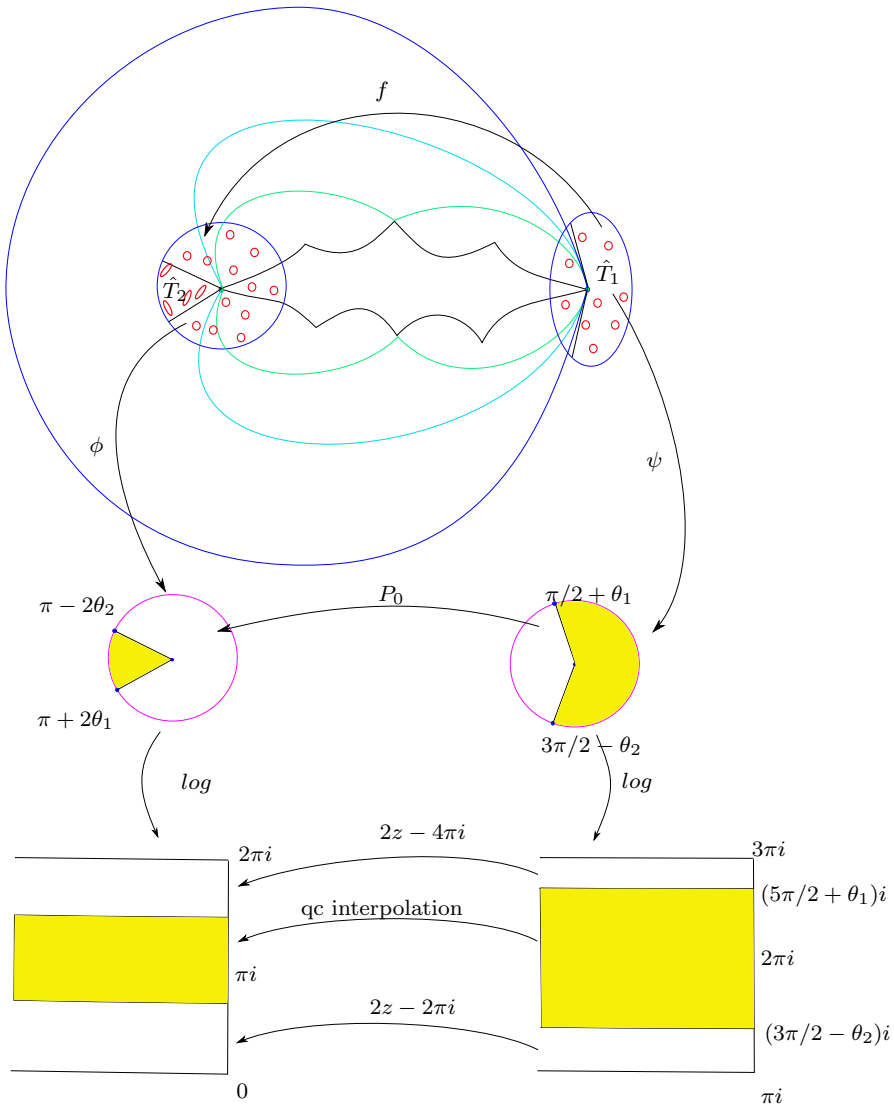 f
T̂₁
T̂₂
ϕ
ψ
π − 2θ₂
P₀
π/2 + θ₁
π + 2θ₁
3π/2 − θ₂
log
log
2z − 4πi
2πi
3πi
(5π/2 + θ₁)i
qc interpolation
πi
2πi
2z − 2πi
(3π/2 − θ₂)i
0
πi